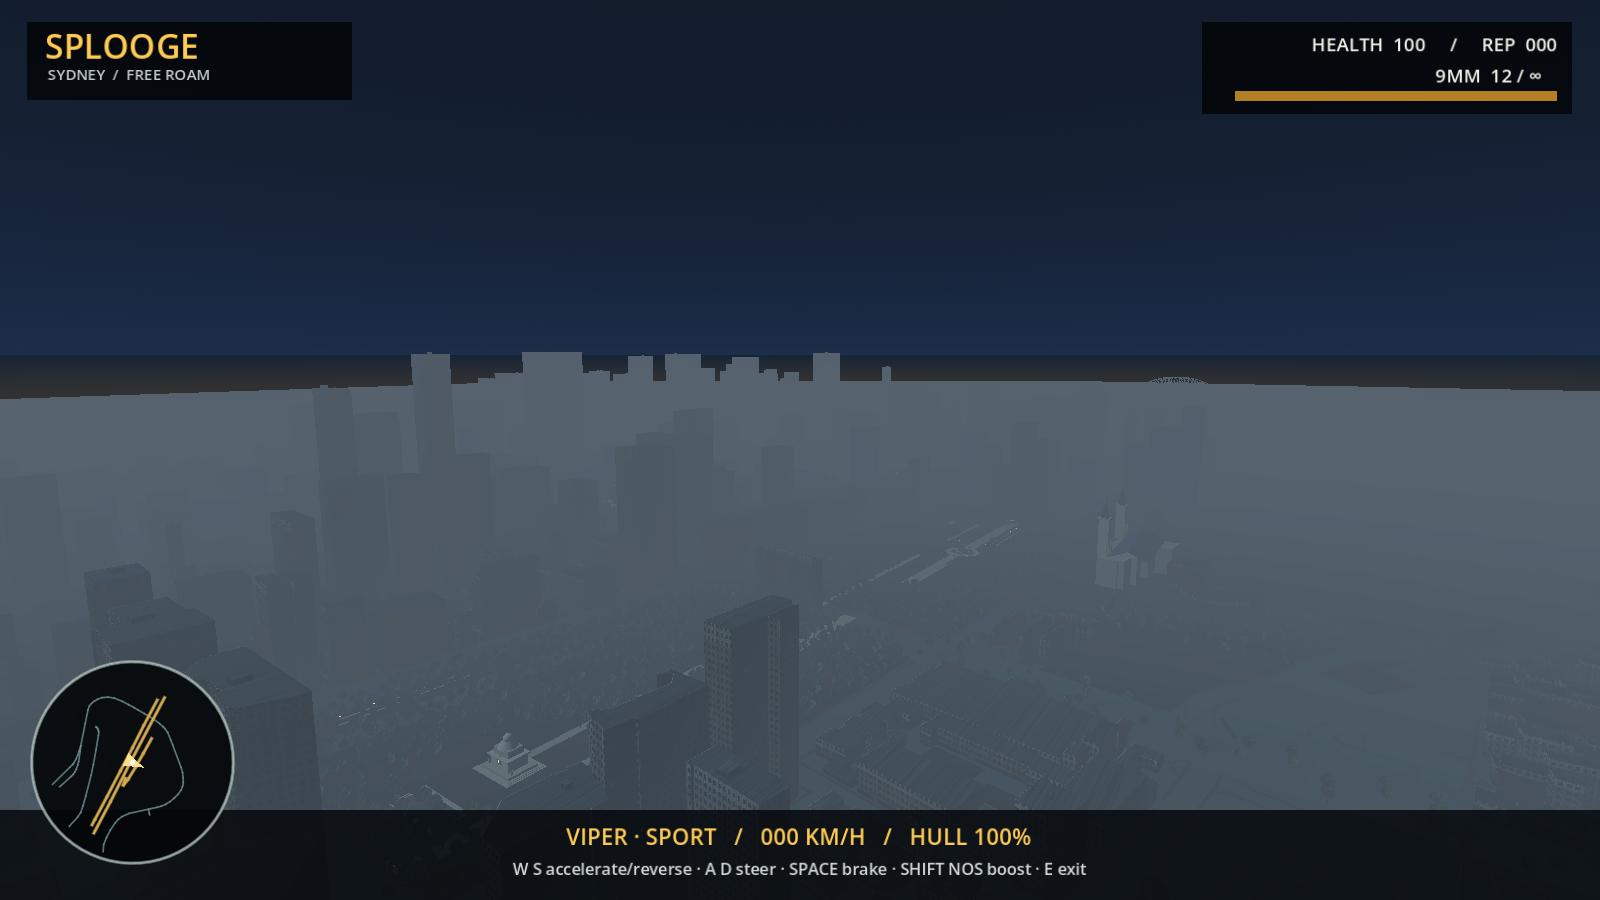 SPLOOGE
SYDNEY / FREE ROAM
HEALTH 100 / REP 000
9MM 12 / ∞
VIPER · SPORT / 000 KM/H / HULL 100%
W S accelerate/reverse · A D steer · SPACE brake · SHIFT NOS boost · E exit